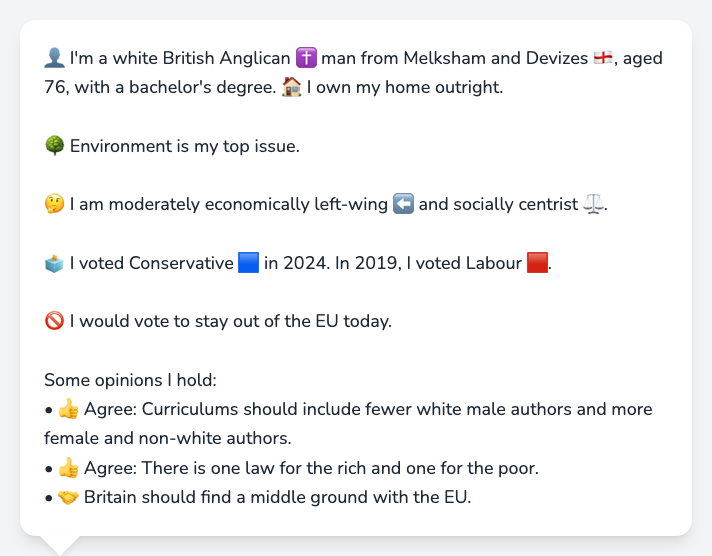 👤 I'm a white British Anglican ✝️ man from Melksham and Devizes 🏴󠁧󠁢󠁥󠁮󠁧󠁿, aged
76, with a bachelor's degree. 🏠 I own my home outright.
🌳 Environment is my top issue.
🤔 I am moderately economically left-wing ⬅️ and socially centrist ⚖️.
🗳️ I voted Conservative 🟦 in 2024. In 2019, I voted Labour 🟥.
🚫 I would vote to stay out of the EU today.
Some opinions I hold:
• 👍 Agree: Curriculums should include fewer white male authors and more
female and non-white authors.
• 👍 Agree: There is one law for the rich and one for the poor.
• 🤝 Britain should find a middle ground with the EU.